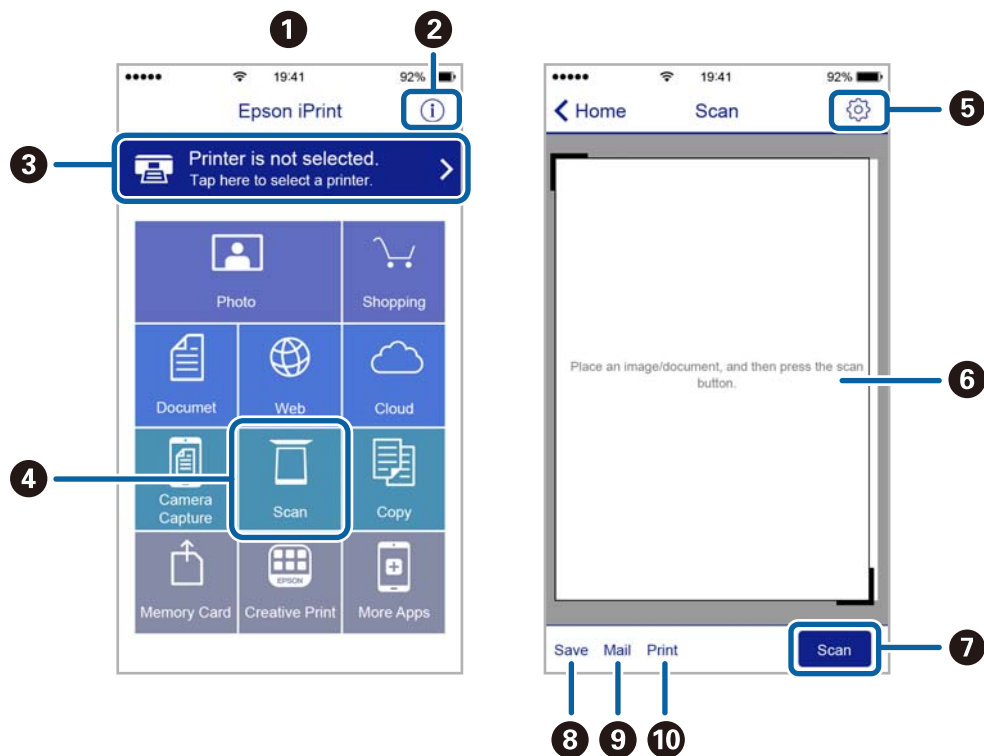 1
2
19:41
92%
Epson iPrint
3
Printer is not selected.
Tap here to select a printer.
Photo
Shopping
Documet
Web
Cloud
4
Camera
Capture
Scan
Copy
EPSON
Memory Card
Creative Print
More Apps
19:41
92%
Home
Scan
5
Place an image/document, and then press the scan
button.
6
Save
Mail
Print
Scan
7
8
9
10